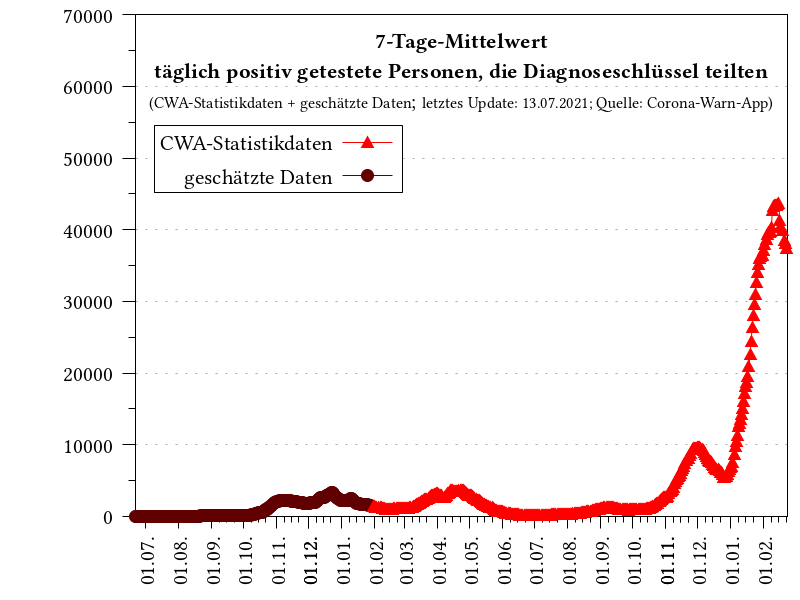 7-Tage-Mittelwert
täglich positiv getestete Personen, die Diagnoseschlüssel teilten
(CWA-Statistikdaten + geschätzte Daten; letztes Update: 13.07.2021; Quelle: Corona-Warn-App)
CWA-Statistikdaten
geschätzte Daten
70000
60000
50000
40000
30000
20000
10000
0
01.07. 01.08. 01.09. 01.10. 01.11. 01.12. 01.01. 01.02. 01.03. 01.04. 01.05. 01.06. 01.07. 01.08. 01.09. 01.10. 01.11. 01.12. 01.01. 01.02.